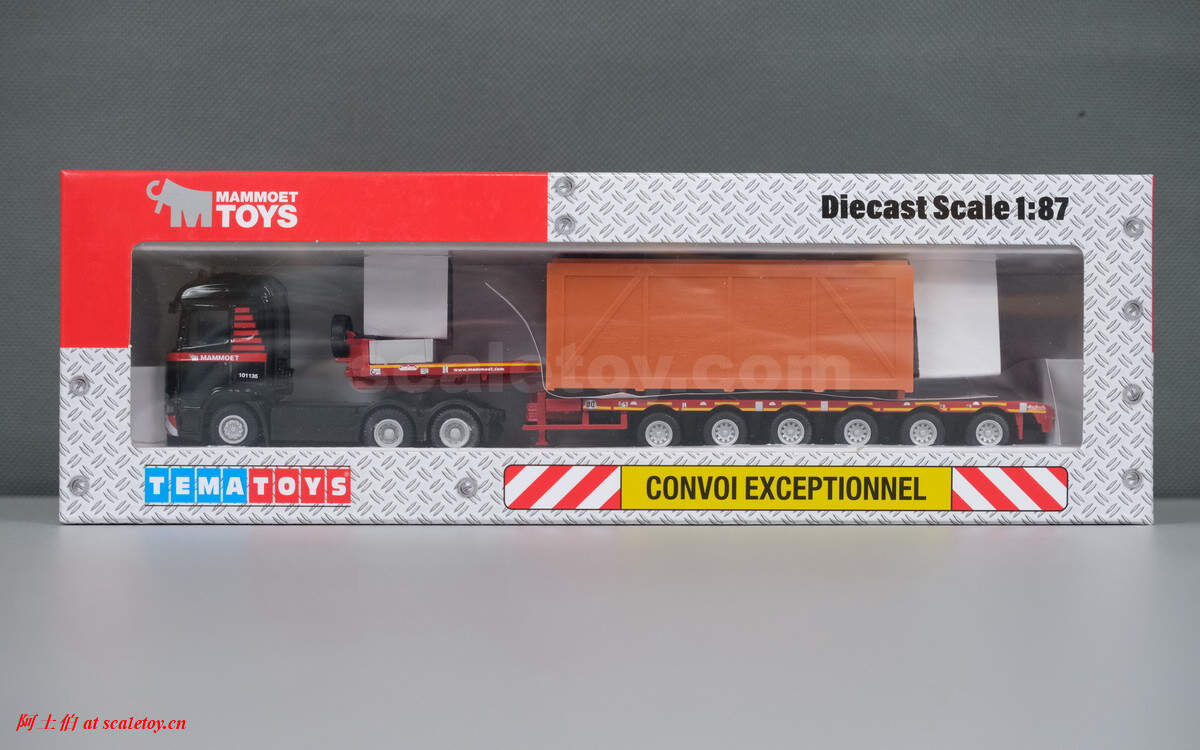 MAMMOET
TOYS
Diecast Scale 1:87
MAMMOET
101135
www.mammoet.com
scaletoy.com
80
TEMATOYS
CONVOI EXCEPTIONNEL
阿土伯 at scaletoy.cn